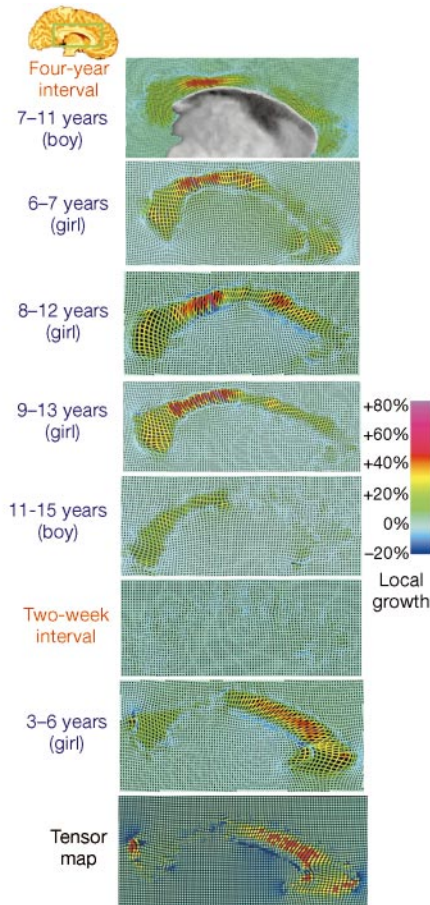 Four-year
interval
7–11 years
(boy)
6–7 years
(girl)
8–12 years
(girl)
9–13 years
(girl)
+80%
+60%
+40%
+20%
0%
–20%
Local
growth
11-15 years
(boy)
Two-week
interval
3–6 years
(girl)
Tensor
map